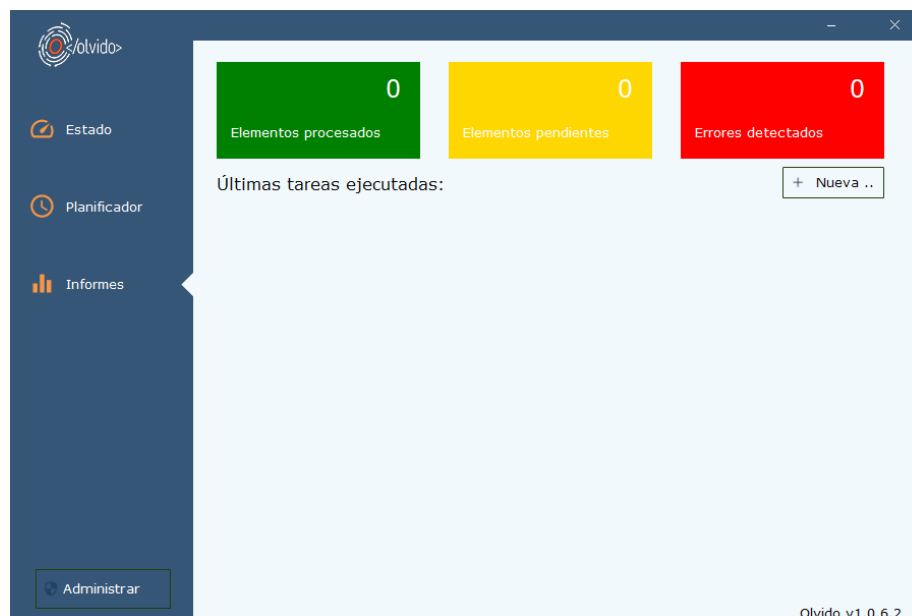 </olvido>
Estado
Planificador
Informes
Administrar
0
Elementos procesados
0
Elementos pendientes
0
Errores detectados
Últimas tareas ejecutadas:
+ Nueva ..
Olvido v1.0.6.2